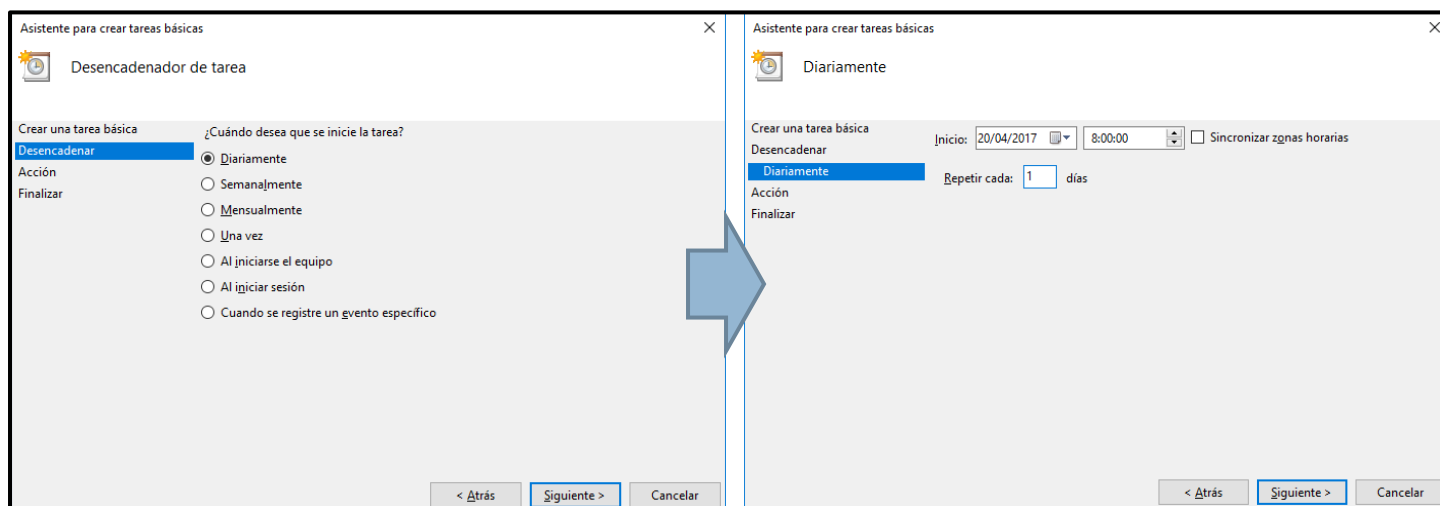 Asistente para crear tareas básicas
Desencadenador de tarea
Crear una tarea básica
Desencadenar
Acción
Finalizar
¿Cuándo desea que se inicie la tarea?
Diariamente
Semanalmente
Mensualmente
Una vez
Al iniciarse el equipo
Al iniciar sesión
Cuando se registre un evento específico
< Atrás Siguiente > Cancelar
Asistente para crear tareas básicas
Diariamente
Crear una tarea básica
Desencadenar
Diariamente
Acción
Finalizar
Inicio: 20/04/2017 8:00:00 Sincronizar zonas horarias
Repetir cada: 1 días
< Atrás Siguiente > Cancelar